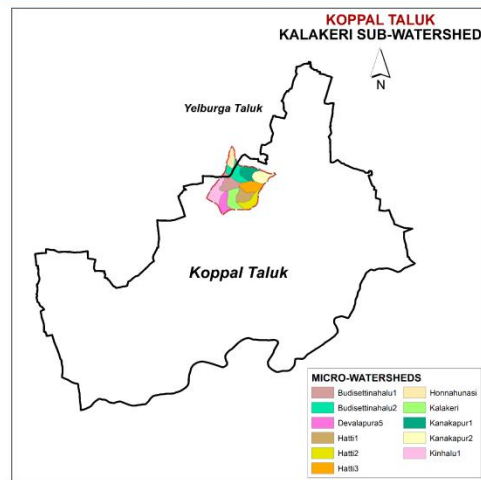 KOPPAL TALUK
KALAKERI SUB-WATERSHED
N
Yelburga Taluk
Koppal Taluk
MICRO-WATERSHEDS
Budisettinahalu1
Budisettinahalu2
Devalapura5
Hatti1
Hatti2
Hatti3
Honnahunasi
Kalakeri
Kanakapur1
Kanakapur2
Kinhalu1